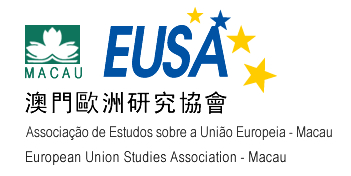 MACAU
EUSA
澳門歐洲研究協會
Associação de Estudos sobre a União Europeia - Macau
European Union Studies Association - Macau